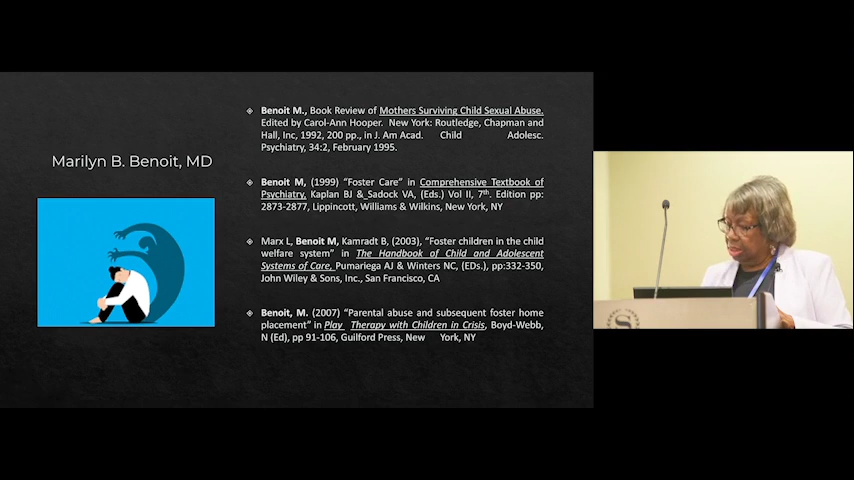 Marilyn B. Benoit, MD
Benoit M., Book Review of Mothers Surviving Child Sexual Abuse.
Edited by Carol-Ann Hooper. New York: Routledge, Chapman and
Hall, Inc, 1992, 200 pp., in J. Am Acad. Child Adolesc.
Psychiatry, 34:2, February 1995.
Benoit M, (1999) “Foster Care” in Comprehensive Textbook of
Psychiatry, Kaplan BJ & Sadock VA, (Eds.) Vol II, 7th. Edition pp:
2873-2877, Lippincott, Williams & Wilkins, New York, NY
Marx L, Benoit M, Kamradt B, (2003), “Foster children in the child
welfare system” in The Handbook of Child and Adolescent
Systems of Care, Pumariega AJ & Winters NC, (EDs.), pp:332-350,
John Wiley & Sons, Inc., San Francisco, CA
Benoit, M. (2007) “Parental abuse and subsequent foster home
placement” in Play Therapy with Children in Crisis, Boyd-Webb,
N (Ed), pp 91-106, Guilford Press, New York, NY